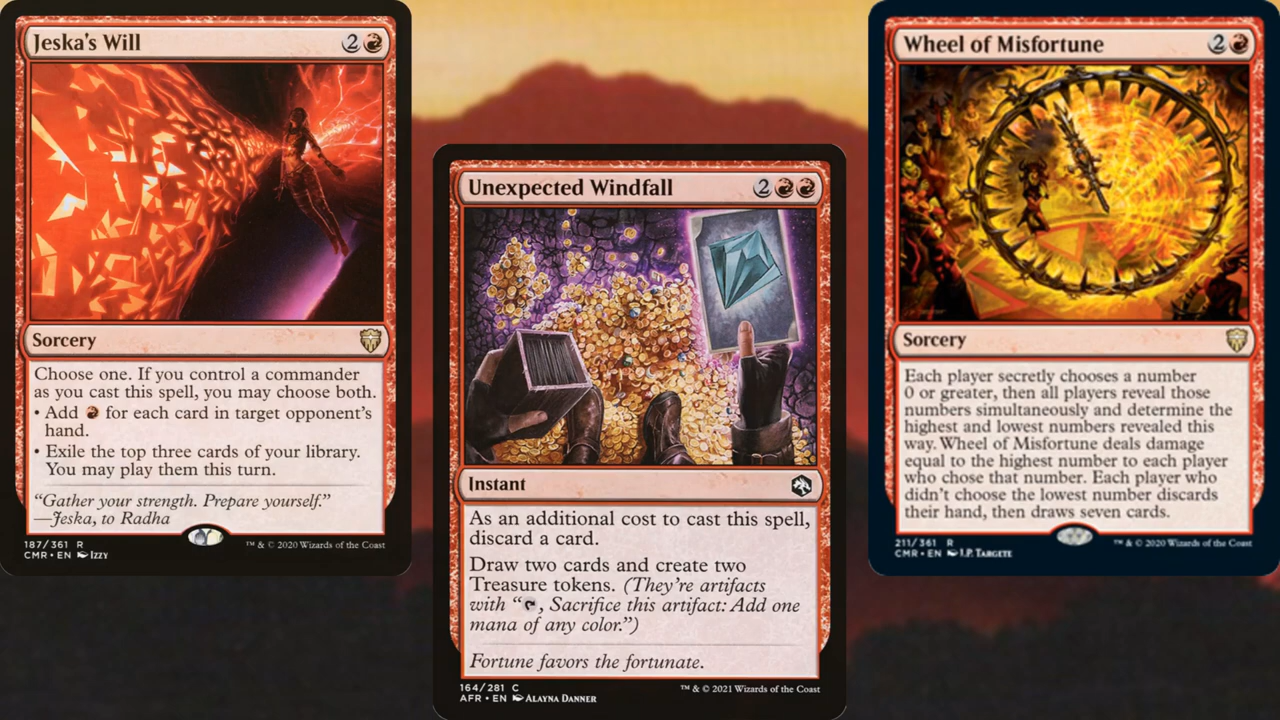 Jeska's Will 2
Sorcery
Choose one. If you control a commander
as you cast this spell, you may choose both.
• Add for each card in target opponent's
hand.
• Exile the top three cards of your library.
You may play them this turn.
"Gather your strength. Prepare yourself."
—Jeska, to Radha
187/361 R
CMR • EN Izzy
™ & © 2020 Wizards of the Coast
Unexpected Windfall 2
Instant
As an additional cost to cast this spell,
discard a card.
Draw two cards and create two
Treasure tokens. (They're artifacts
with “ , Sacrifice this artifact: Add one
mana of any color.”)
Fortune favors the fortunate.
164/281 C
AFR • EN Alayna Danner
™ & © 2021 Wizards of the Coast
Wheel of Misfortune 2
Sorcery
Each player secretly chooses a number
0 or greater, then all players reveal those
numbers simultaneously and determine the
highest and lowest numbers revealed this
way. Wheel of Misfortune deals damage
equal to the highest number to each player
who chose that number. Each player who
didn't choose the lowest number discards
their hand, then draws seven cards.
211/361 R
CMR • EN J.P. Targete
™ & © 2020 Wizards of the Coast